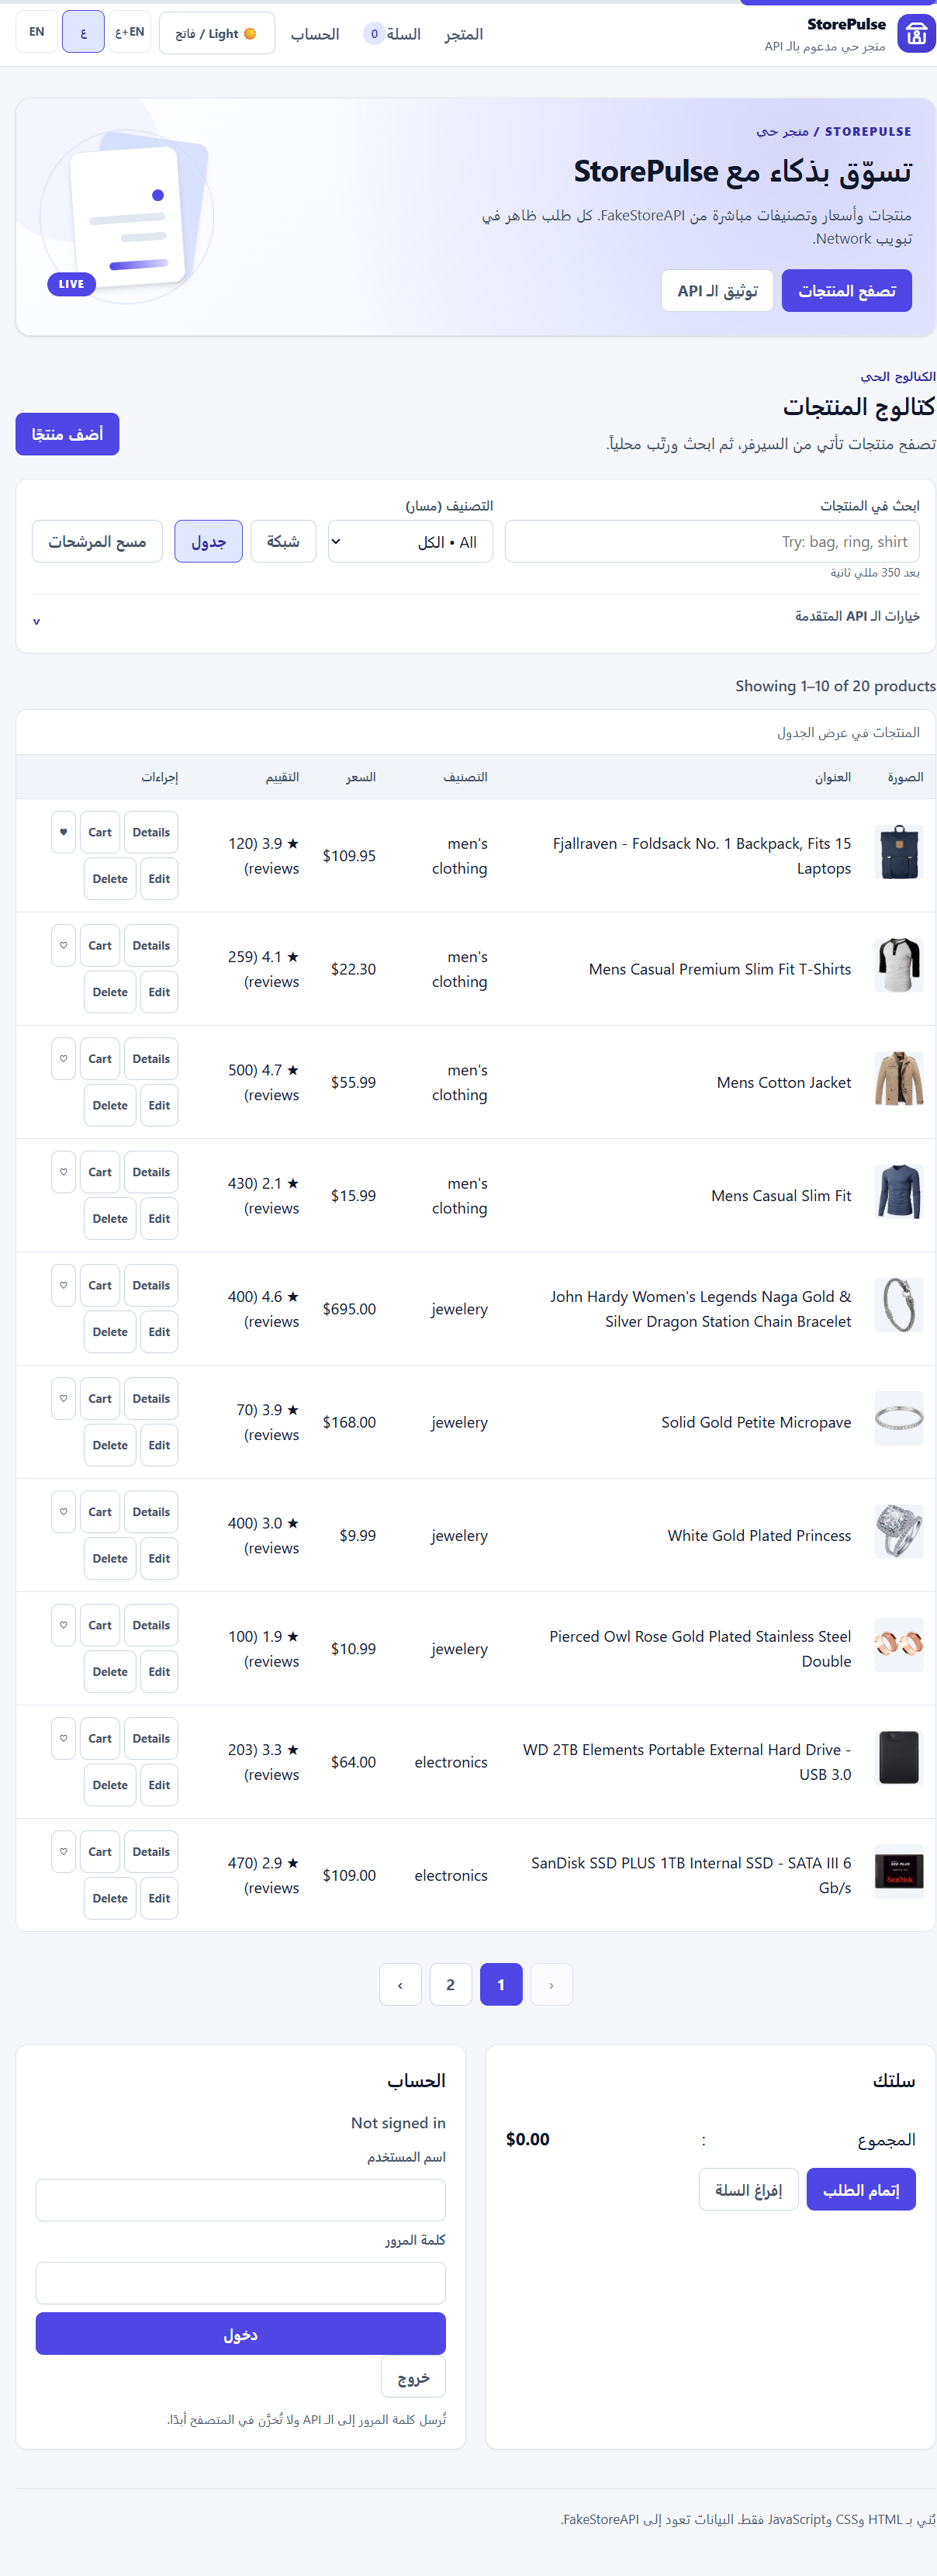 StorePulse
متجر حي مدعوم بالـ API
المتجر
السلة 0
الحساب
Light / فاتح
EN+ع
ع
EN
STOREPULSE / متجر حي
تسوّق بذكاء مع StorePulse
منتجات وأسعار وتصنيفات مباشرة من FakeStoreAPI. كل طلب ظاهر في
تبويب Network.
تصفح المنتجات
توثيق الـ API
LIVE
الكتالوج الحي
كتالوج المنتجات
تصفح منتجات تأتي من السيرفر، ثم ابحث ورتّب محلياً.
أضف منتجًا
ابحث في المنتجات
التصنيف (مسار)
Try: bag, ring, shirt
All • الكل
شبكة
جدول
مسح المرشحات
بعد 350 مللي ثانية
خيارات الـ API المتقدمة
Showing 1–10 of 20 products
المنتجات في عرض الجدول
الصورة العنوان التصنيف السعر التقييم إجراءات
Fjallraven - Foldsack No. 1 Backpack, Fits 15
Laptops
men's
clothing
$109.95
★ 3.9 (120
reviews)
Details Cart ♥
Edit Delete
Mens Casual Premium Slim Fit T-Shirts
men's
clothing
$22.30
★ 4.1 (259
reviews)
Details Cart ♡
Edit Delete
Mens Cotton Jacket
men's
clothing
$55.99
★ 4.7 (500
reviews)
Details Cart ♡
Edit Delete
Mens Casual Slim Fit
men's
clothing
$15.99
★ 2.1 (430
reviews)
Details Cart ♡
Edit Delete
John Hardy Women's Legends Naga Gold &
Silver Dragon Station Chain Bracelet
jewelery
$695.00
★ 4.6 (400
reviews)
Details Cart ♡
Edit Delete
Solid Gold Petite Micropave
jewelery
$168.00
★ 3.9 (70
reviews)
Details Cart ♡
Edit Delete
White Gold Plated Princess
jewelery
$9.99
★ 3.0 (400
reviews)
Details Cart ♡
Edit Delete
Pierced Owl Rose Gold Plated Stainless Steel
Double
jewelery
$10.99
★ 1.9 (100
reviews)
Details Cart ♡
Edit Delete
WD 2TB Elements Portable External Hard Drive -
USB 3.0
electronics
$64.00
★ 3.3 (203
reviews)
Details Cart ♡
Edit Delete
SanDisk SSD PLUS 1TB Internal SSD - SATA III 6
Gb/s
electronics
$109.00
★ 2.9 (470
reviews)
Details Cart ♡
Edit Delete
‹ 1 2 ›
سلتك
المجموع : $0.00
إتمام الطلب
إفراغ السلة
الحساب
Not signed in
اسم المستخدم
كلمة المرور
دخول
خروج
تُرسل كلمة المرور إلى الـ API ولا تُخزَّن في المتصفح أبدًا.
بُني بـ HTML وCSS وJavaScript فقط. البيانات تعود إلى FakeStoreAPI.